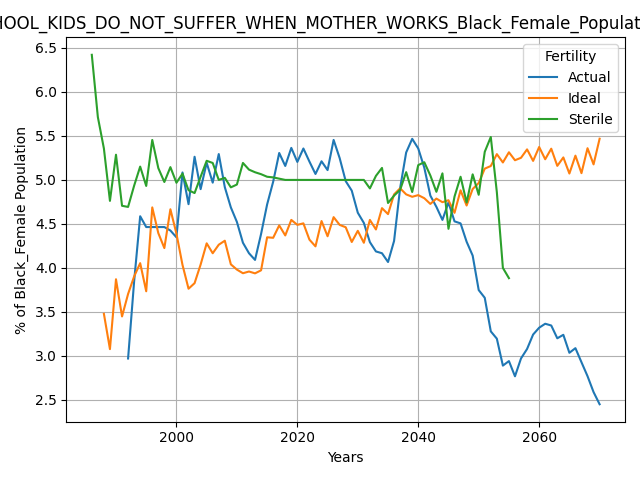 HOOL_KIDS_DO_NOT_SUFFER_WHEN_MOTHER_WORKS_Black_Female_Populat
% of Black_Female Population
6.5
6.0
5.5
5.0
4.5
4.0
3.5
3.0
2.5
Fertility
Actual
Ideal
Sterile
2000
2020
2040
2060
Years